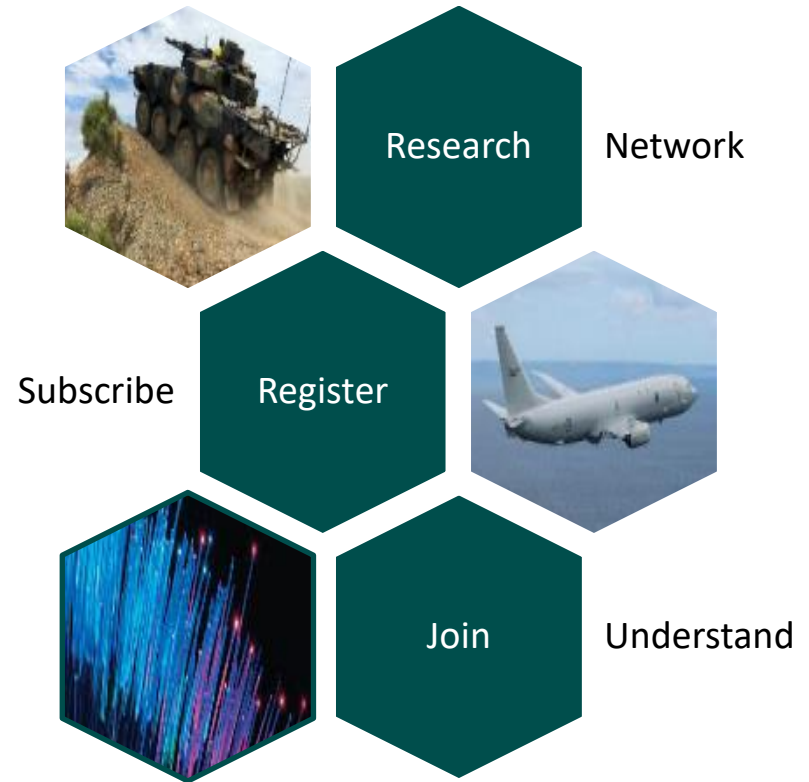 Research
Network
Subscribe
Register
Join
Understand